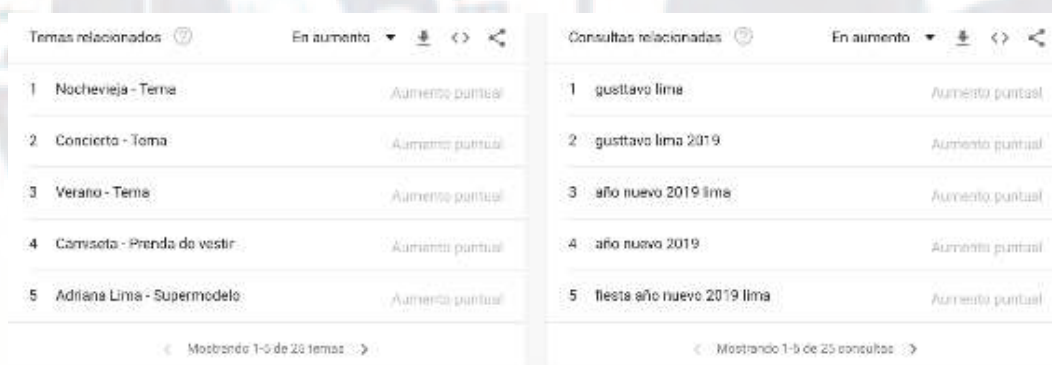 Temas relacionados ? En aumento
1 Nochevieja - Tema Aumento puntual
2 Concierto - Tema Aumento puntual
3 Verano - Tema Aumento puntual
4 Camiseta - Prenda de vestir Aumento puntual
5 Adriana Lima - Supermodelo Aumento puntual
Mostrando 1-5 de temas
Consultas relacionadas ? En aumento
1 gusttavo lima Aumento puntual
2 gusttavo lima 2019 Aumento puntual
3 año nuevo 2019 lima Aumento puntual
4 año nuevo 2019 Aumento puntual
5 fiesta año nuevo 2019 lima Aumento puntual
Mostrando 1-5 de 25 consultas